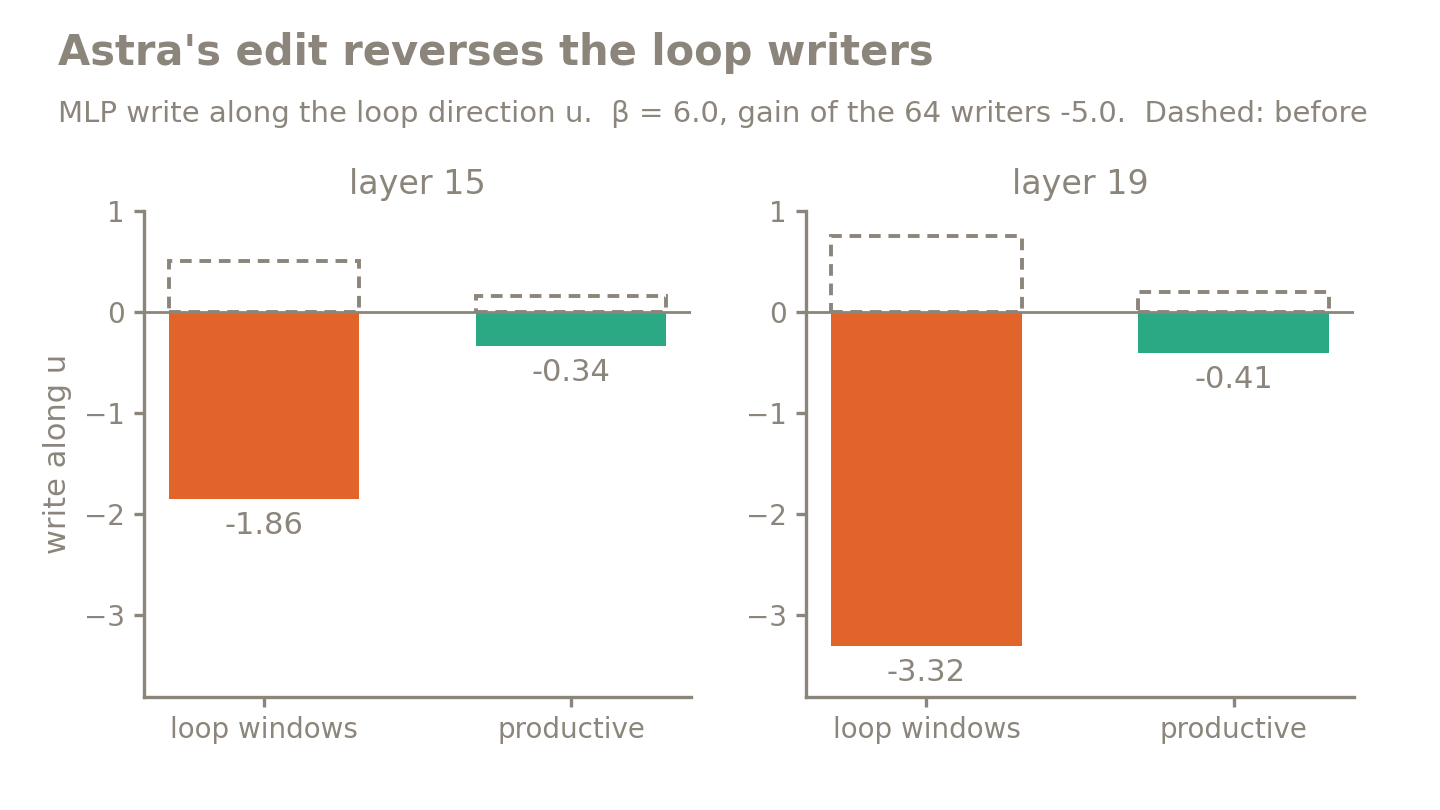 Astra's edit reverses the loop writers
MLP write along the loop direction u.  β = 6.0, gain of the 64 writers -5.0.  Dashed: before
layer 15
layer 19
write along u
1
0
−1
−2
−3
-1.86
-0.34
loop windows
productive
1
0
−1
−2
−3
-3.32
-0.41
loop windows
productive